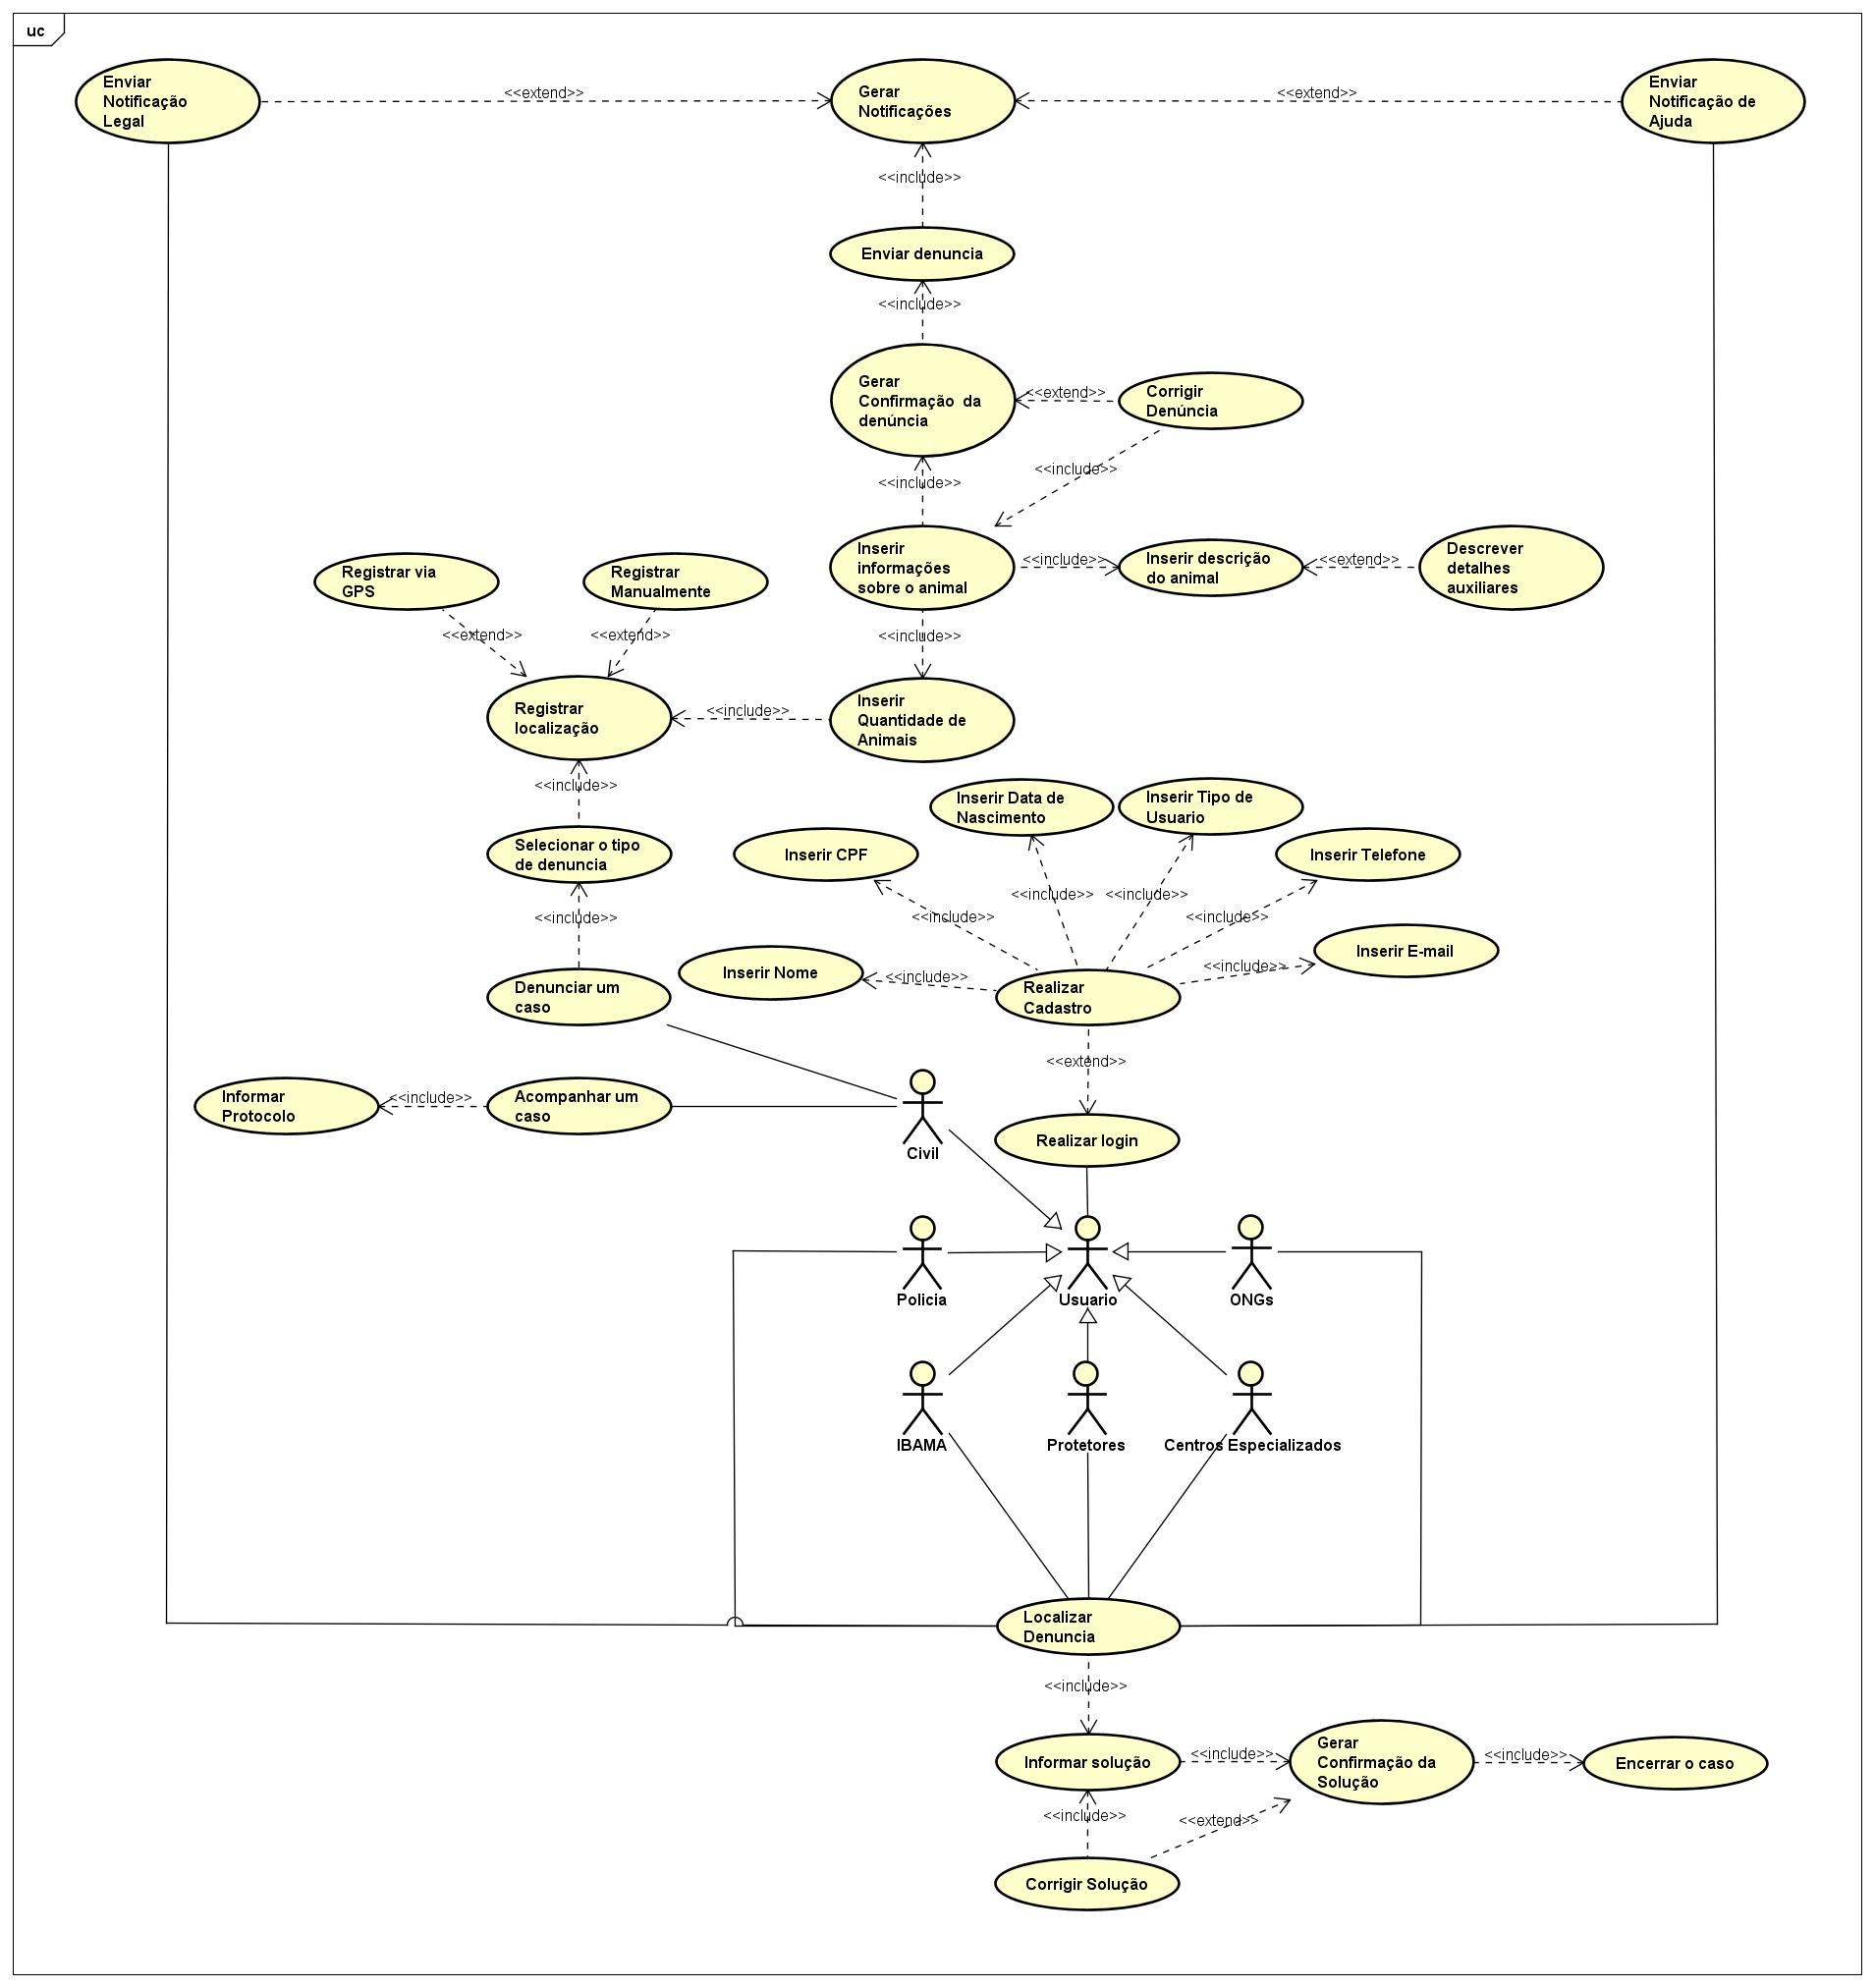 uc
Enviar
Notificação
Legal
<<extend>>
Gerar
Notificações
<<extend>>
Enviar
Notificação de
Ajuda
<<include>>
Enviar denuncia
<<include>>
Gerar
Confirmação da
denúncia
<<extend>>
Corrigir
Denúncia
<<include>>
<<include>>
Inserir
informações
sobre o animal
<<include>>
Inserir descrição
do animal
<<extend>>
Descrever
detalhes
auxiliares
Registrar via
GPS
Registrar
Manualmente
<<extend>>
<<extend>>
<<include>>
Registrar
localização
<<include>>
Inserir
Quantidade de
Animais
<<include>>
Selecionar o tipo
de denuncia
Inserir CPF
Inserir Data de
Nascimento
Inserir Tipo de
Usuario
Inserir Telefone
<<include>>
<<include>>
<<include>>
<<include>>
<<include>>
Inserir Nome
<<include>>
<<include>>
Inserir E-mail
Denunciar um
caso
Realizar
Cadastro
<<extend>>
Informar
Protocolo
<<include>>
Acompanhar um
caso
Civil
Realizar login
Policia
Usuario
ONGs
IBAMA
Protetores
Centros Especializados
Localizar
Denuncia
<<include>>
Informar solução
<<include>>
Gerar
Confirmação da
Solução
<<include>>
Encerrar o caso
<<include>>
<<extend>>
Corrigir Solução